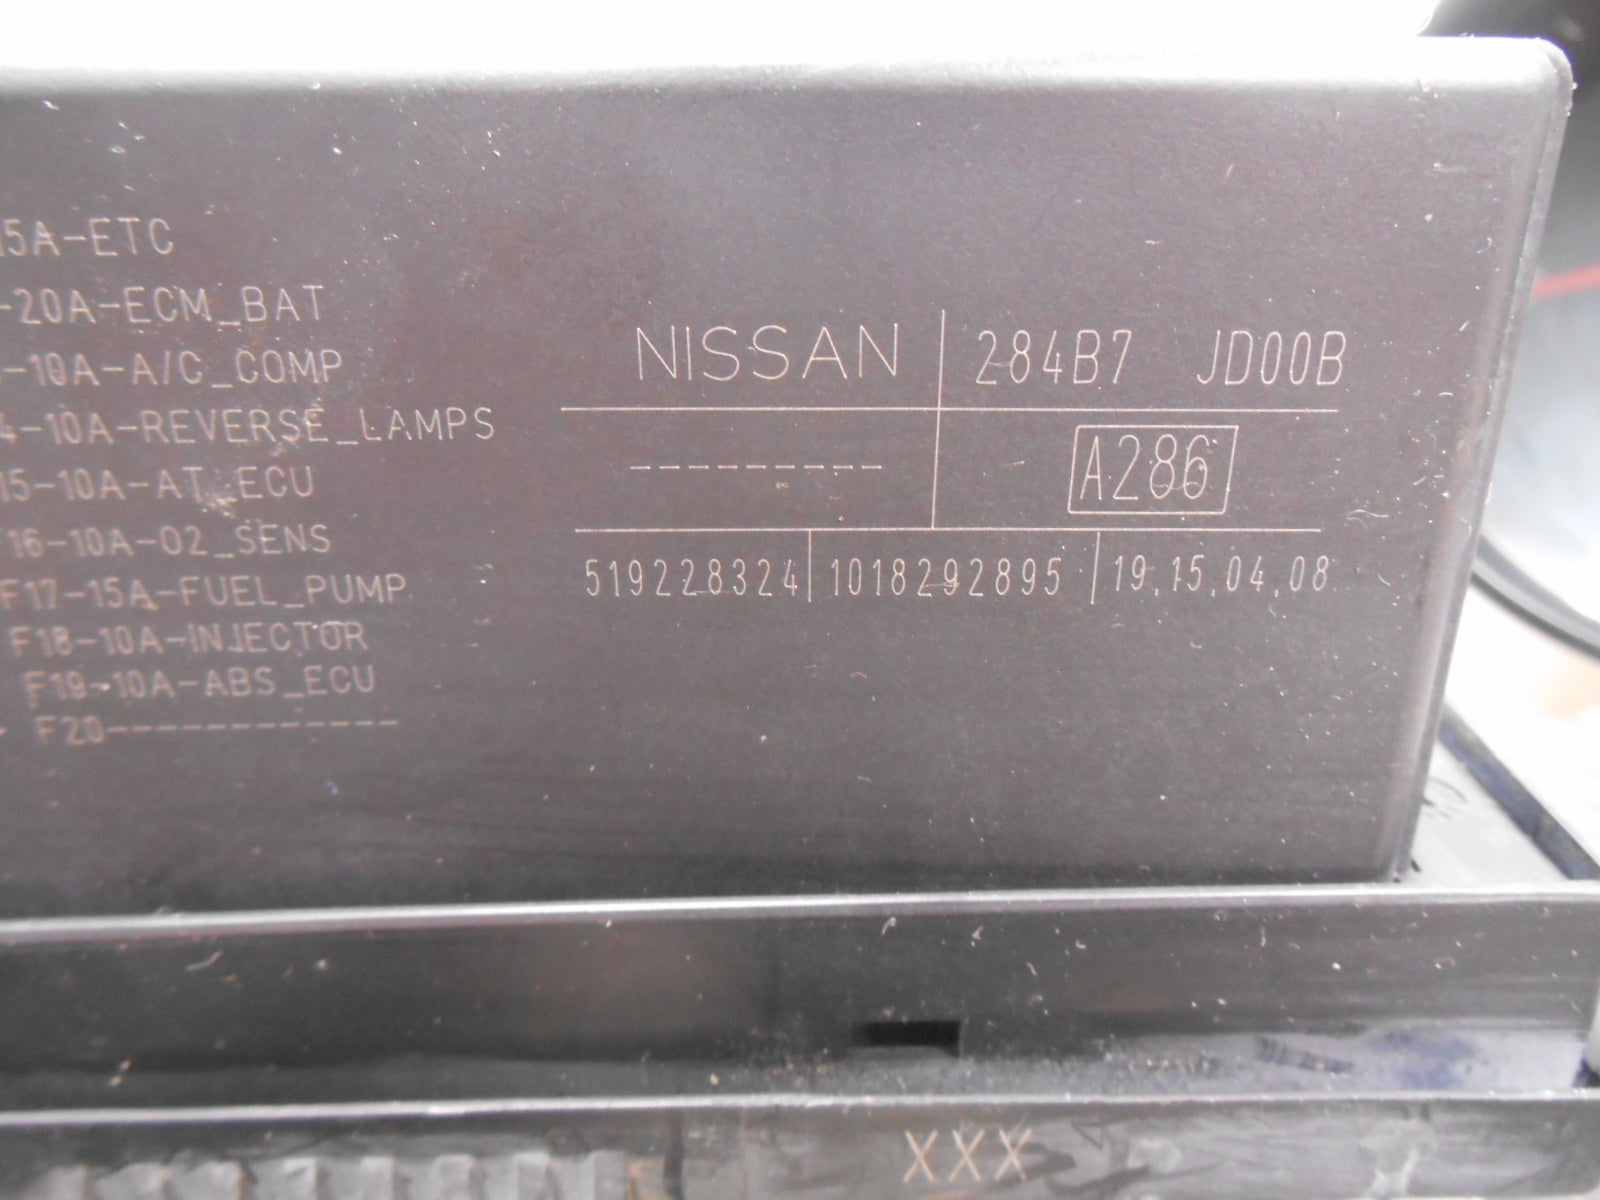 15A-ETC
-20A-ECM_BAT
-10A-A/C_COMP
4-10A-REVERSE_LAMPS
15-10A-AT_ECU
F16-10A-O2_SENS
F17-15A-FUEL_PUMP
F18-10A-INJECTOR
F19-10A-ABS_ECU
F20-------------
NISSAN 284B7 JD00B
--------- A286
519228324 1018292895 19.15.04.08
XXX